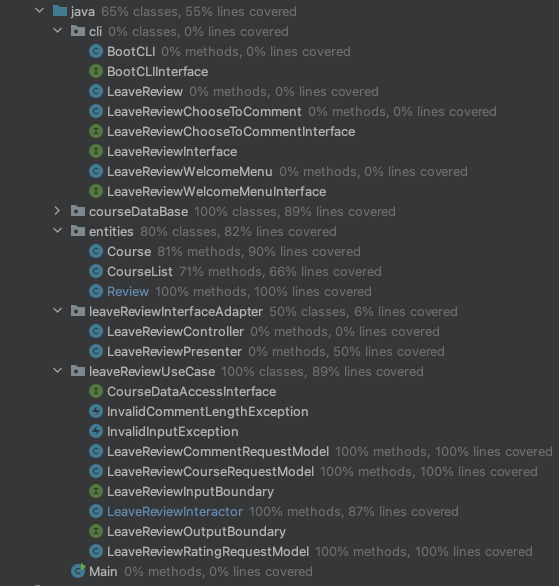 java 65% classes, 55% lines covered
cli 0% classes, 0% lines covered
BootCLI 0% methods, 0% lines covered
BootCLIInterface
LeaveReview 0% methods, 0% lines covered
LeaveReviewChooseToComment 0% methods, 0% lines covered
LeaveReviewChooseToCommentInterface
LeaveReviewInterface
LeaveReviewWelcomeMenu 0% methods, 0% lines covered
LeaveReviewWelcomeMenuInterface
courseDataBase 100% classes, 89% lines covered
entities 80% classes, 82% lines covered
Course 81% methods, 90% lines covered
CourseList 71% methods, 66% lines covered
Review 100% methods, 100% lines covered
leaveReviewInterfaceAdapter 50% classes, 6% lines covered
LeaveReviewController 0% methods, 0% lines covered
LeaveReviewPresenter 0% methods, 50% lines covered
leaveReviewUseCase 100% classes, 89% lines covered
CourseDataAccessInterface
InvalidCommentLengthException
InvalidInputException
LeaveReviewCommentRequestModel 100% methods, 100% lines covered
LeaveReviewCourseRequestModel 100% methods, 100% lines covered
LeaveReviewInputBoundary
LeaveReviewInteractor 100% methods, 87% lines covered
LeaveReviewOutputBoundary
LeaveReviewRatingRequestModel 100% methods, 100% lines covered
Main 0% methods, 0% lines covered